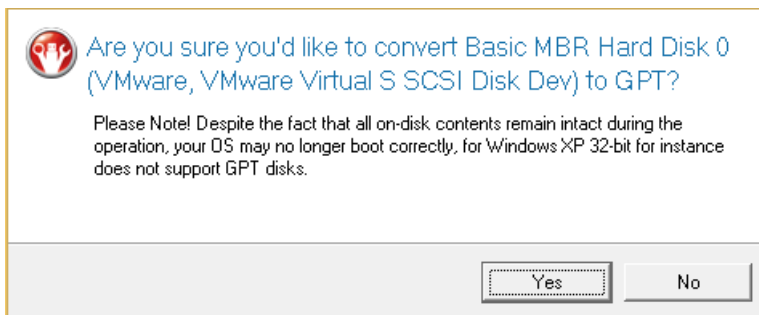 Are you sure you'd like to convert Basic MBR Hard Disk 0
(VMware, VMware Virtual S SCSI Disk Dev) to GPT?
Please Note! Despite the fact that all on-disk contents remain intact during the
operation, your OS may no longer boot correctly, for Windows XP 32-bit for instance
does not support GPT disks.
Yes No